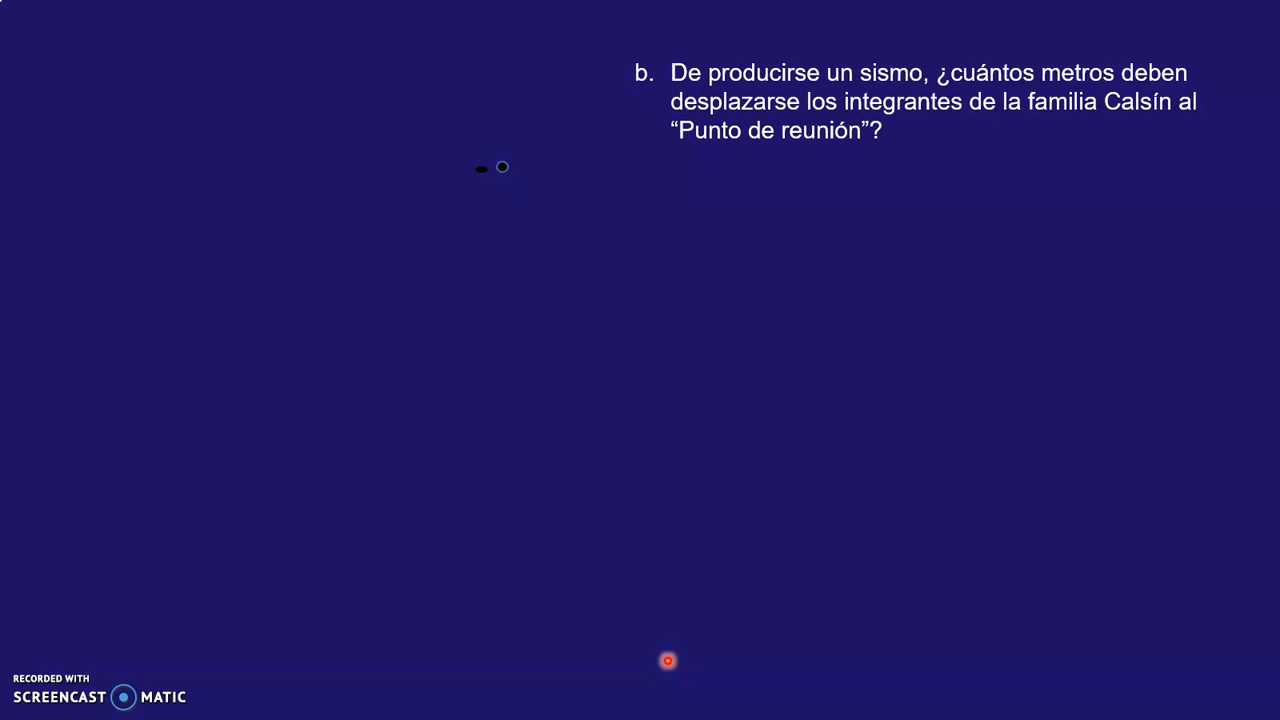 b. De producirse un sismo, ¿cuántos metros deben
desplazarse los integrantes de la familia Calsín al
“Punto de reunión”?
RECORDED WITH
SCREENCAST MATIC